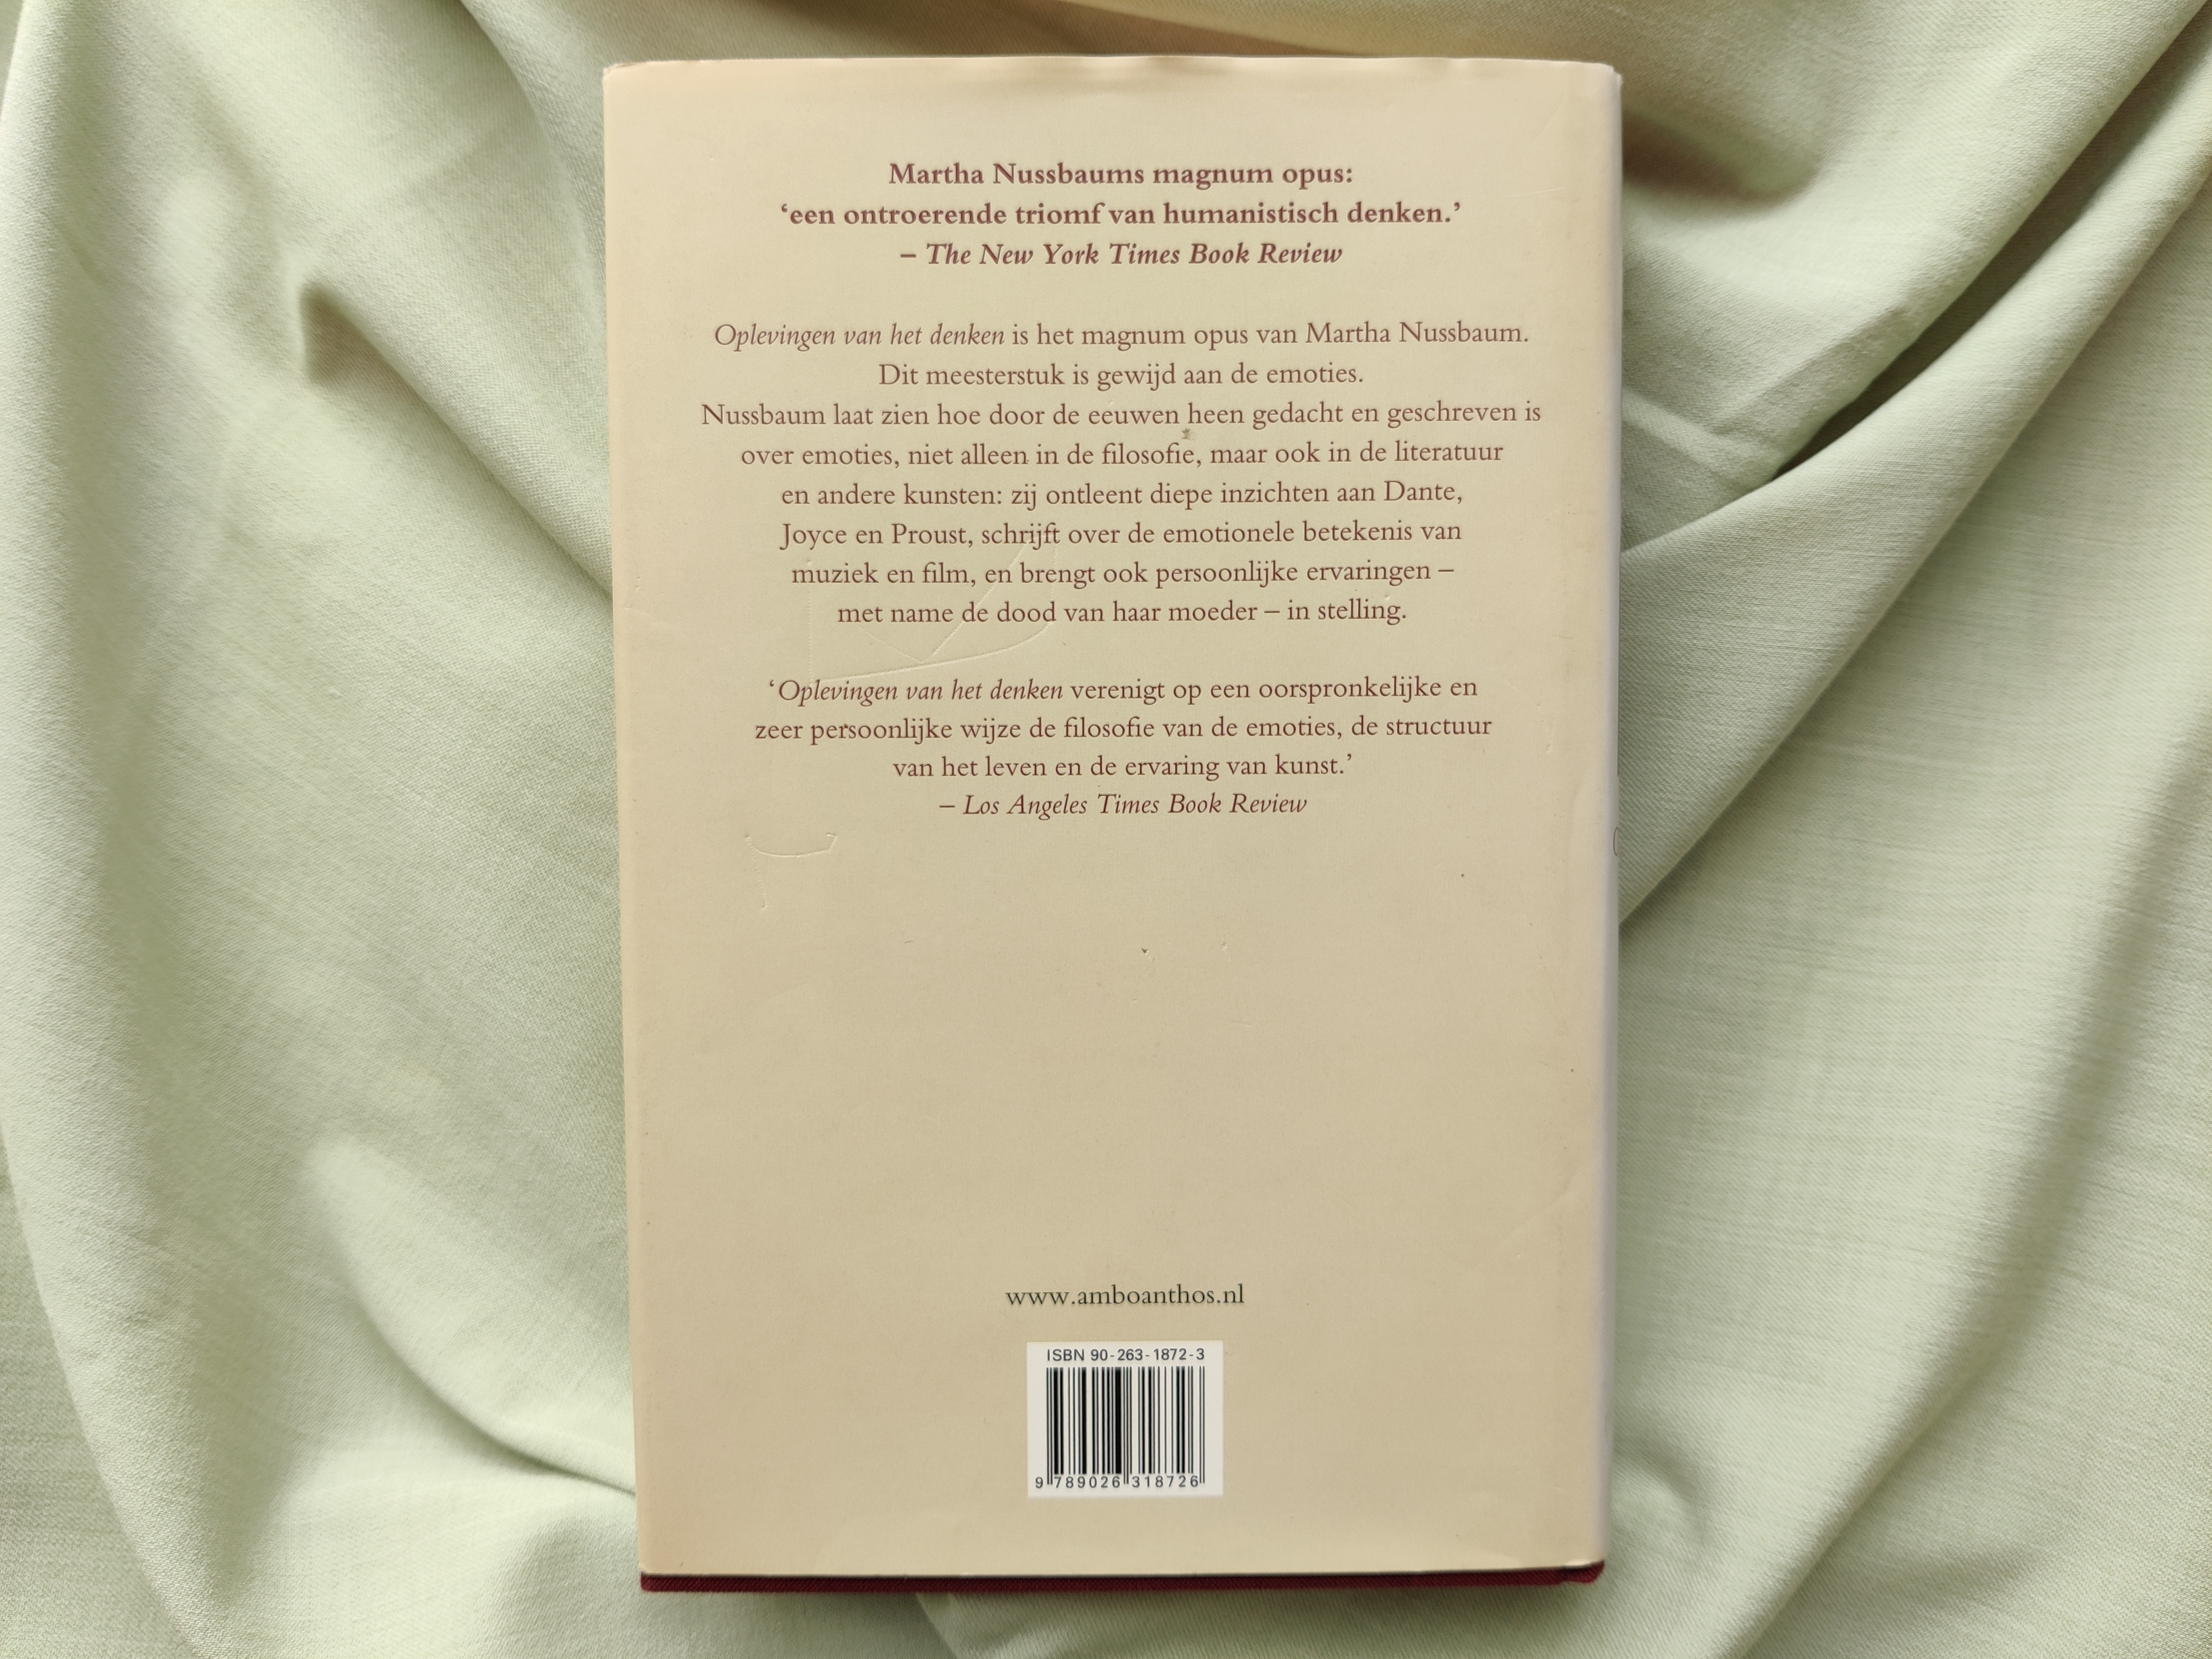 Martha Nussbaums magnum opus:
‘een ontroerende triomf van humanistisch denken.’
– The New York Times Book Review
Oplevingen van het denken is het magnum opus van Martha Nussbaum.
Dit meesterstuk is gewijd aan de emoties.
Nussbaum laat zien hoe door de eeuwen heen gedacht en geschreven is
over emoties, niet alleen in de filosofie, maar ook in de literatuur
en andere kunsten: zij ontleent diepe inzichten aan Dante,
Joyce en Proust, schrijft over de emotionele betekenis van
muziek en film, en brengt ook persoonlijke ervaringen –
met name de dood van haar moeder – in stelling.
‘Oplevingen van het denken verenigt op een oorspronkelijke en
zeer persoonlijke wijze de filosofie van de emoties, de structuur
van het leven en de ervaring van kunst.’
– Los Angeles Times Book Review
www.amboanthos.nl
ISBN 90-263-1872-3
9 789026 318726